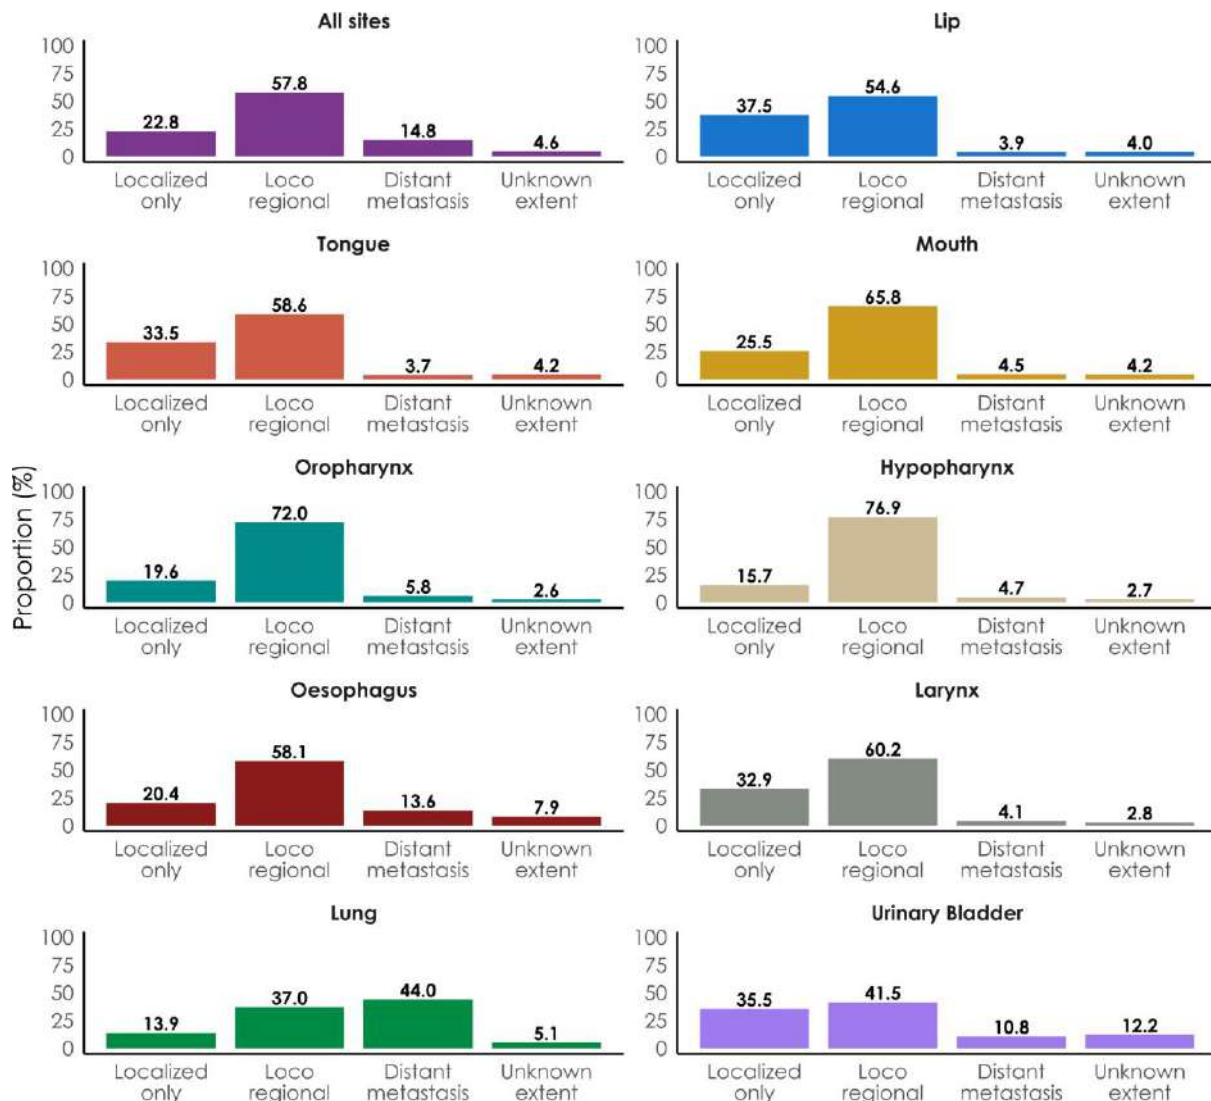 All sites
100
75
50
25
0
22.8
57.8
14.8
4.6
Localized only
Loco regional
Distant metastasis
Unknown extent
Lip
100
75
50
25
0
37.5
54.6
3.9
4.0
Localized only
Loco regional
Distant metastasis
Unknown extent
Tongue
100
75
50
25
0
33.5
58.6
3.7
4.2
Localized only
Loco regional
Distant metastasis
Unknown extent
Mouth
100
75
50
25
0
25.5
65.8
4.5
4.2
Localized only
Loco regional
Distant metastasis
Unknown extent
Proportion (%)
Oropharynx
100
75
50
25
0
19.6
72.0
5.8
2.6
Localized only
Loco regional
Distant metastasis
Unknown extent
Hypopharynx
100
75
50
25
0
15.7
76.9
4.7
2.7
Localized only
Loco regional
Distant metastasis
Unknown extent
Oesophagus
100
75
50
25
0
20.4
58.1
13.6
7.9
Localized only
Loco regional
Distant metastasis
Unknown extent
Larynx
100
75
50
25
0
32.9
60.2
4.1
2.8
Localized only
Loco regional
Distant metastasis
Unknown extent
Lung
100
75
50
25
0
13.9
37.0
44.0
5.1
Localized only
Loco regional
Distant metastasis
Unknown extent
Urinary Bladder
100
75
50
25
0
35.5
41.5
10.8
12.2
Localized only
Loco regional
Distant metastasis
Unknown extent